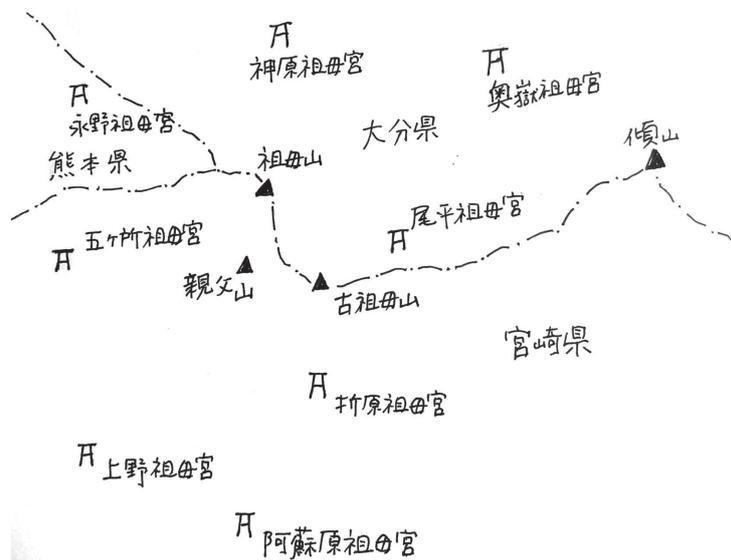 神原祖母宮
奥嶽祖母宮
永野祖母宮
大分県
傾山
熊本県
祖母山
尾平祖母宮
五ヶ所祖母宮
親父山
古祖母山
宮崎県
折原祖母宮
上野祖母宮
阿蘇原祖母宮